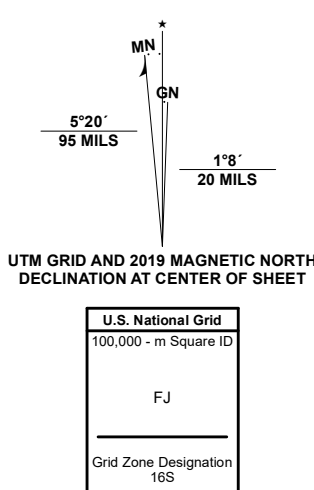 ★
MN
GN
5°20´
95 MILS
1°8´
20 MILS
UTM GRID AND 2019 MAGNETIC NORTH
DECLINATION AT CENTER OF SHEET
U.S. National Grid
100,000 - m Square ID
FJ
Grid Zone Designation
16S